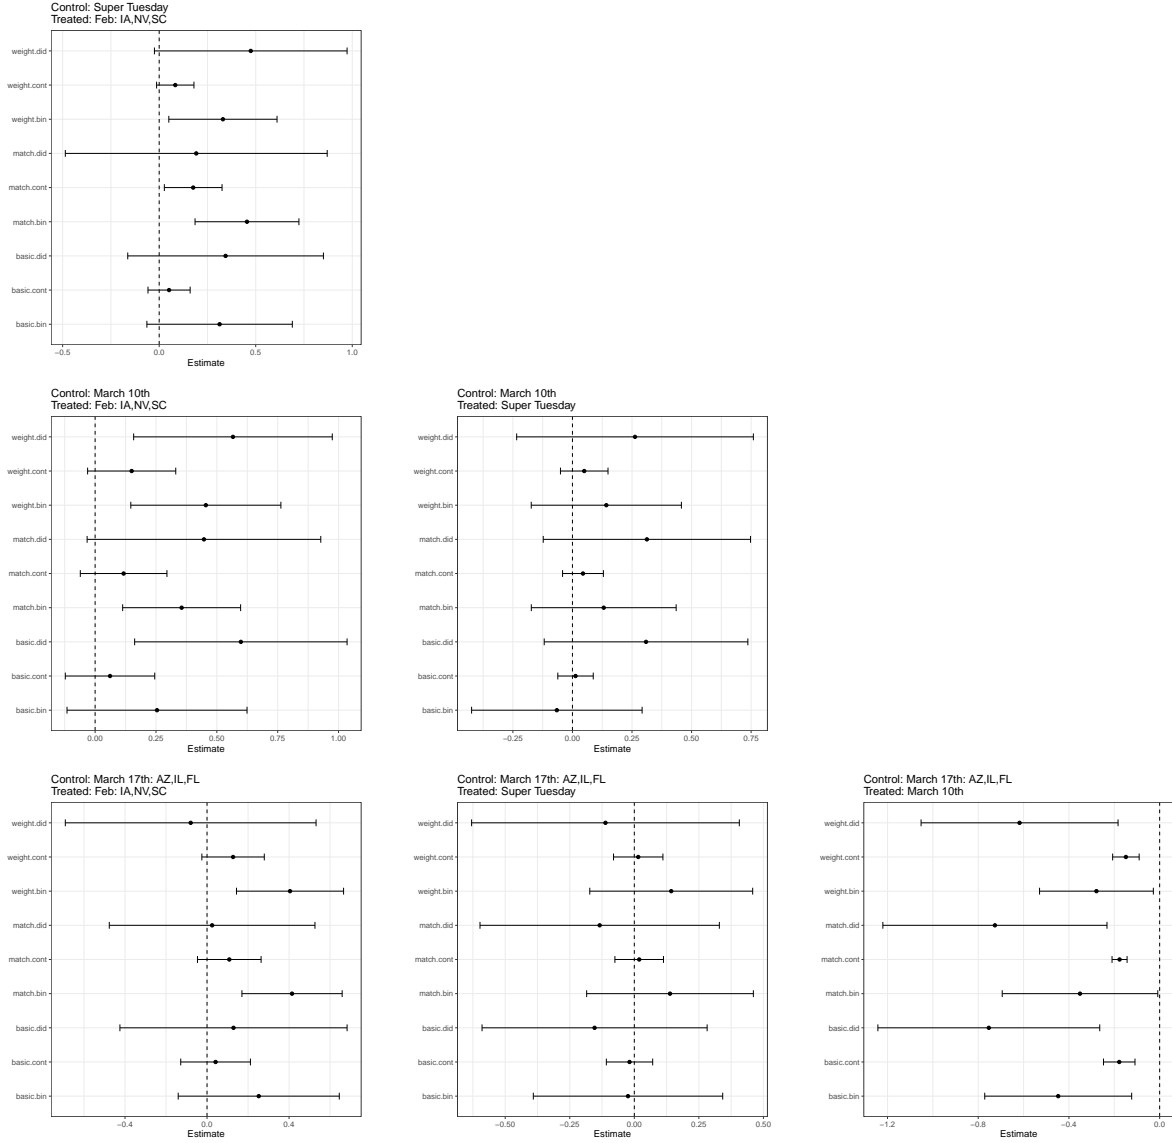 Control: Super Tuesday
Treated: Feb: IA,NV,SC
weight.did
weight.cont
weight.bin
match.did
match.cont
match.bin
basic.did
basic.cont
basic.bin
−0.5 0.0 0.5 1.0
Estimate
Control: March 10th
Treated: Feb: IA,NV,SC
weight.did
weight.cont
weight.bin
match.did
match.cont
match.bin
basic.did
basic.cont
basic.bin
0.00 0.25 0.50 0.75 1.00
Estimate
Control: March 10th
Treated: Super Tuesday
weight.did
weight.cont
weight.bin
match.did
match.cont
match.bin
basic.did
basic.cont
basic.bin
−0.25 0.00 0.25 0.50 0.75
Estimate
Control: March 17th: AZ,IL,FL
Treated: Feb: IA,NV,SC
weight.did
weight.cont
weight.bin
match.did
match.cont
match.bin
basic.did
basic.cont
basic.bin
−0.4 0.0 0.4
Estimate
Control: March 17th: AZ,IL,FL
Treated: Super Tuesday
weight.did
weight.cont
weight.bin
match.did
match.cont
match.bin
basic.did
basic.cont
basic.bin
−0.50 −0.25 0.00 0.25 0.50
Estimate
Control: March 17th: AZ,IL,FL
Treated: March 10th
weight.did
weight.cont
weight.bin
match.did
match.cont
match.bin
basic.did
basic.cont
basic.bin
−1.2 −0.8 −0.4 0.0
Estimate